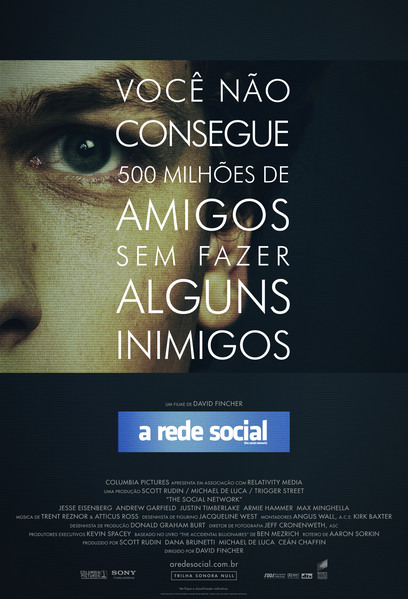 VOCÊ NÃO
CONSEGUE
500 MILHÕES DE
AMIGOS
SEM FAZER
ALGUNS
INIMIGOS
UM FILME DE DAVID FINCHER
a rede social
COLUMBIA PICTURES APRESENTA EM ASSOCIAÇÃO COM RELATIVITY MEDIA
UMA PRODUÇÃO SCOTT RUDIN / MICHAEL DE LUCA / TRIGGER STREET
"THE SOCIAL NETWORK"
JESSE EISENBERG ANDREW GARFIELD JUSTIN TIMBERLAKE ARMIE HAMMER MAX MINGHELLA
MÚSICA DE TRENT REZNOR & ATTICUS ROSS DESENHISTA DE FIGURINO JACQUELINE WEST MONTADORES ANGUS WALL, A.C.E KIRK BAXTER
DESENHISTA DE PRODUÇÃO DONALD GRAHAM BURT DIRETOR DE FOTOGRAFIA JEFF CRONENWETH, ASC
PRODUTORES EXECUTIVOS KEVIN SPACEY BASEADO NO LIVRO "THE ACCIDENTAL BILLIONAIRES" DE BEN MEZRICH ROTEIRO DE AARON SORKIN
PRODUZIDO POR SCOTT RUDIN DANA BRUNETTI MICHAEL DE LUCA CEÁN CHAFFIN
DIRIGIDO POR DAVID FINCHER
aredesocial.com.br
COLUMBIA PICTURES SONY TRILHA SONORA NULL dts